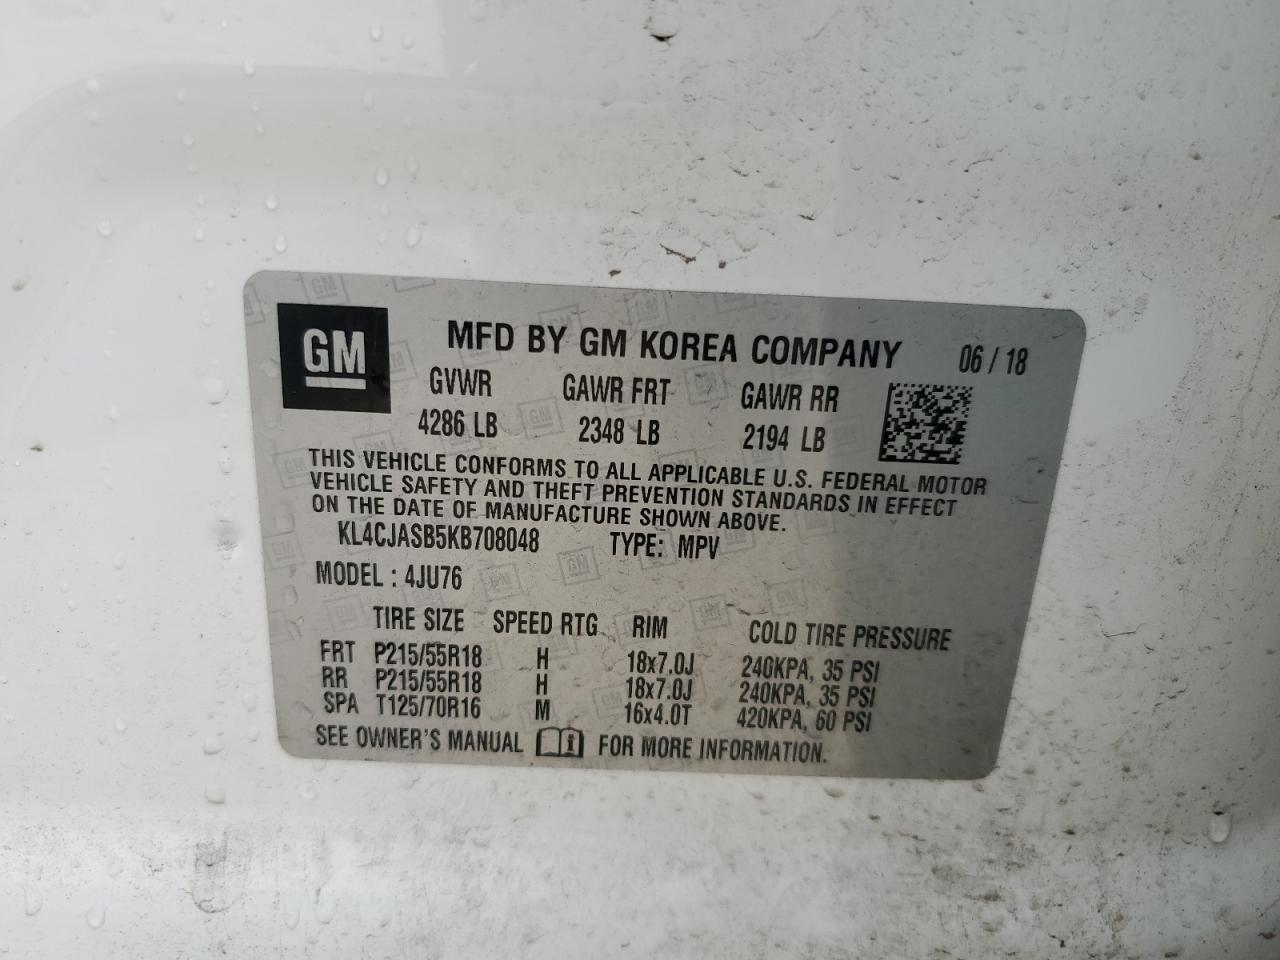 GM
MFD BY GM KOREA COMPANY 06 / 18
GVWR GAWR FRT GAWR RR
4286 LB 2348 LB 2194 LB
THIS VEHICLE CONFORMS TO ALL APPLICABLE U.S. FEDERAL MOTOR
VEHICLE SAFETY AND THEFT PREVENTION STANDARDS IN EFFECT
ON THE DATE OF MANUFACTURE SHOWN ABOVE.
KL4CJASB5KB708048 TYPE: MPV
MODEL : 4JU76
TIRE SIZE SPEED RTG RIM COLD TIRE PRESSURE
FRT P215/55R18 H 18x7.0J 240KPA, 35 PSI
RR P215/55R18 H 18x7.0J 240KPA, 35 PSI
SPA T125/70R16 M 16x4.0T 420KPA, 60 PSI
SEE OWNER'S MANUAL FOR MORE INFORMATION.